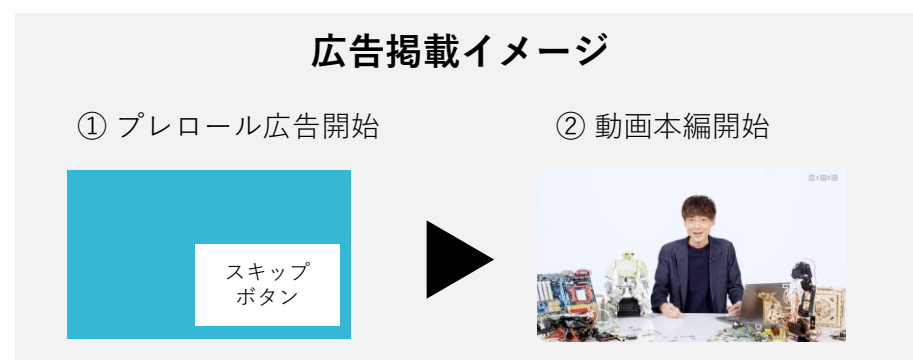 広告掲載イメージ
① プレロール広告開始
② 動画本編開始
スキップ
ボタン